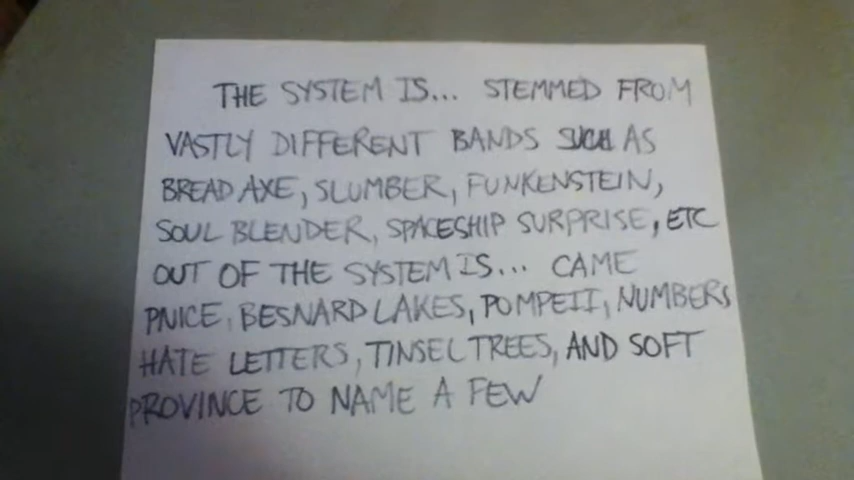 THE SYSTEM IS... STEMMED FROM
VASTLY DIFFERENT BANDS SUCH AS
BREAD AXE, SLUMBER, FUNKENSTEIN,
SOUL BLENDER, SPACESHIP SURPRISE, ETC
OUT OF THE SYSTEM IS... CAME
PNICE, BESNARD LAKES, POMPEII, NUMBERS
HATE LETTERS, TINSEL TREES, AND SOFT
PROVINCE TO NAME A FEW